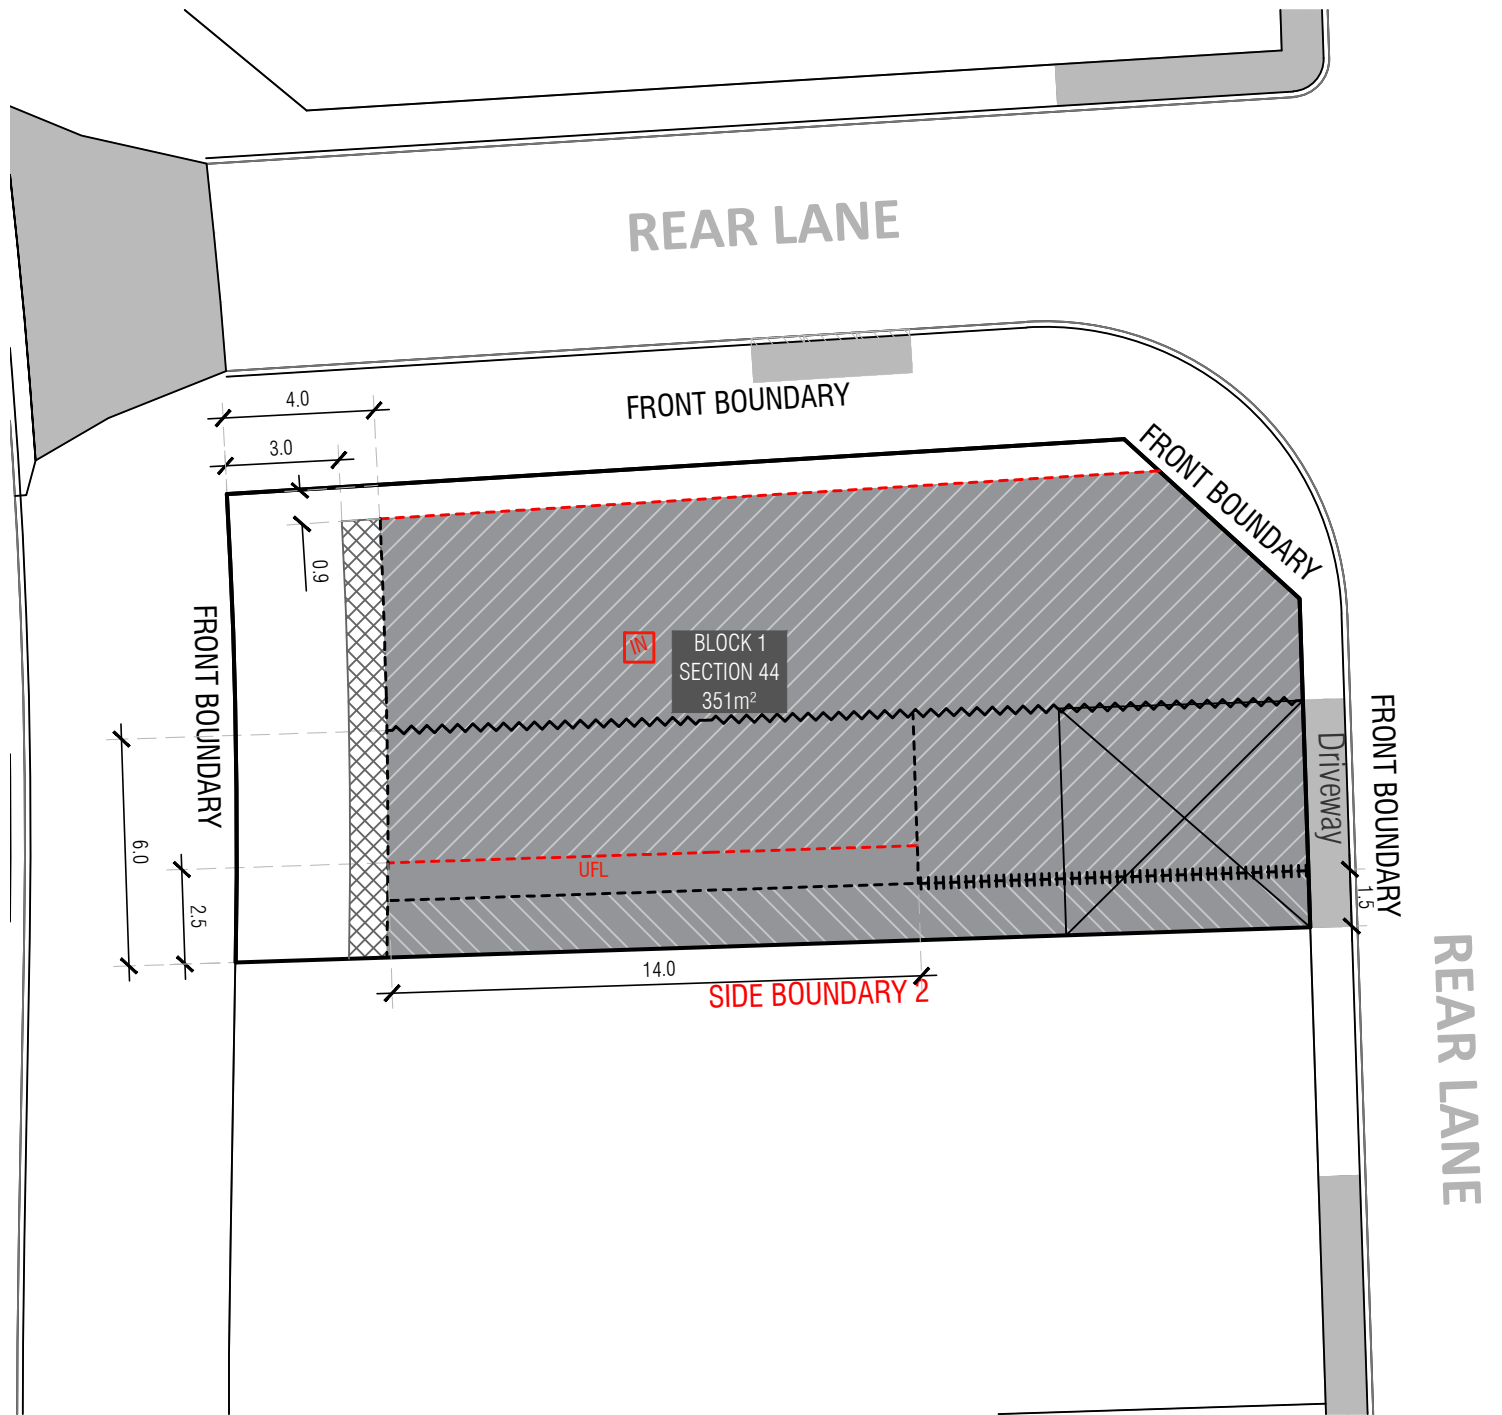 REAR LANE
4.0
FRONT BOUNDARY
3.0
FRONT BOUNDARY
0.9
FRONT BOUNDARY
IN
BLOCK 1
SECTION 44
351m²
FRONT BOUNDARY
Driveway
6.0
UFL
2.5
1.5
14.0
SIDE BOUNDARY 2
REAR LANE